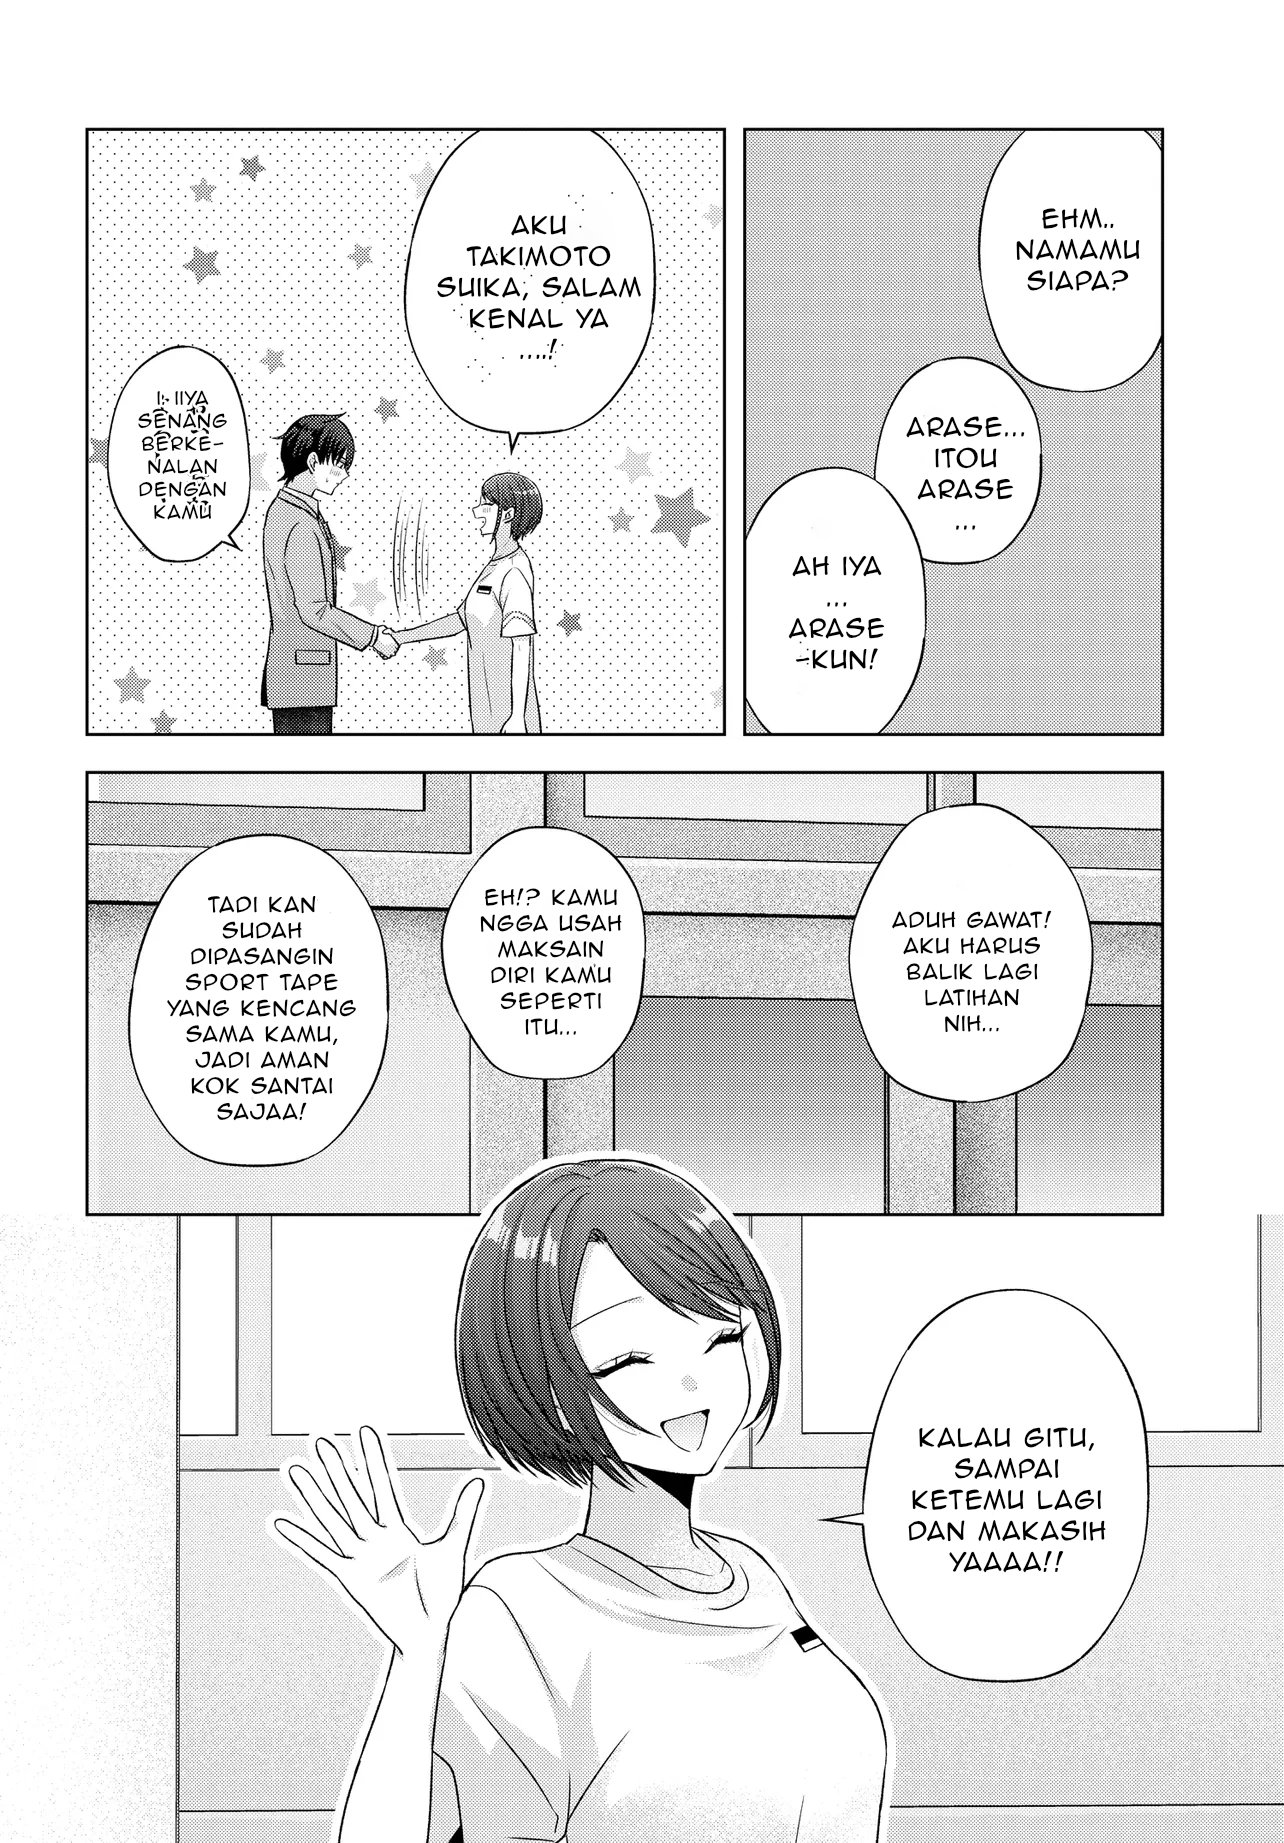 EHM..
NAMAMU
SIAPA?
ARASE...
ITOU
ARASE
...
AH IYA
...
ARASE
-KUN!
AKU
TAKIMOTO
SUIKA, SALAM
KENAL YA
....!
I- IIYA
SENANG
BERKE-
NALAN
DENGAN
KAMU
ADUH GAWAT!
AKU HARUS
BALIK LAGI
LATIHAN
NIH...
EH!? KAMU
NGGA USAH
MAKSAIN
DIRI KAMU
SEPERTI
ITU...
TADI KAN
SUDAH
DIPASANGIN
SPORT TAPE
YANG KENCANG
SAMA KAMU,
JADI AMAN
KOK SANTAI
SAJAA!
KALAU GITU,
SAMPAI
KETEMU LAGI
DAN MAKASIH
YAAAA!!